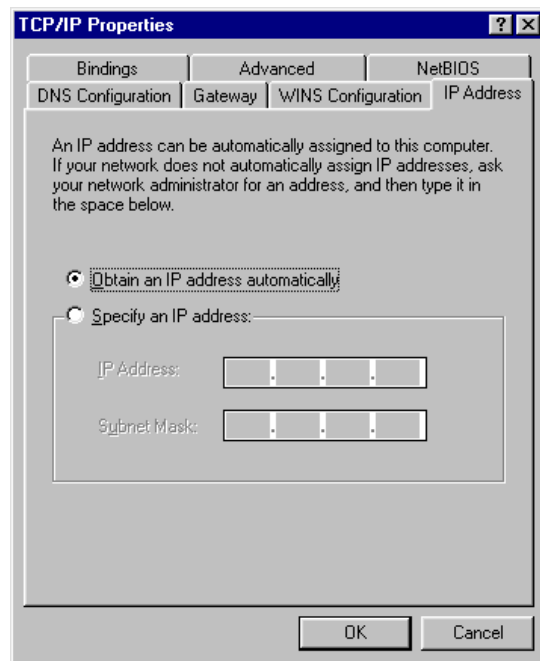 TCP/IP Properties
Bindings Advanced NetBIOS
DNS Configuration Gateway WINS Configuration IP Address
An IP address can be automatically assigned to this computer.
If your network does not automatically assign IP addresses, ask
your network administrator for an address, and then type it in
the space below.
Obtain an IP address automatically
Specify an IP address:
IP Address:
Subnet Mask:
OK Cancel